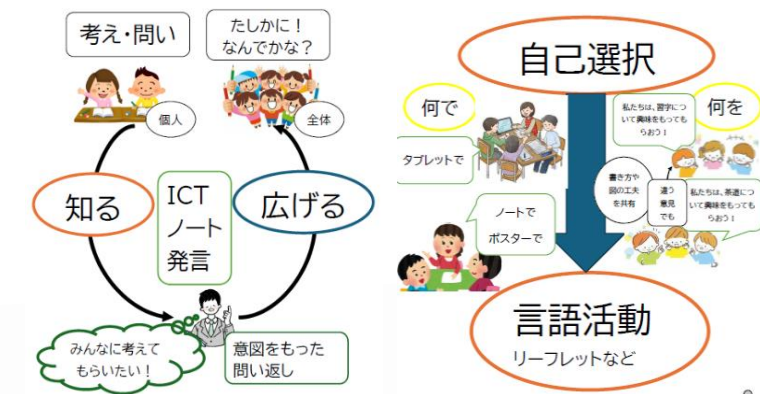 考え・問い
たしかに！
なんでかな？
個人
全体
知る
ICT
ノート
発言
広げる
みんなに考えて
もらいたい！
意図をもった
問い返し
自己選択
何で
何を
タブレットで
私たちは、習字につ
いて興味をもっても
らおう！
書き方や
図の工夫
を共有
違う
意見
でも
私たちは、茶道につ
いて興味をもっても
らおう！
ノートで
ポスターで
言語活動
リーフレットなど